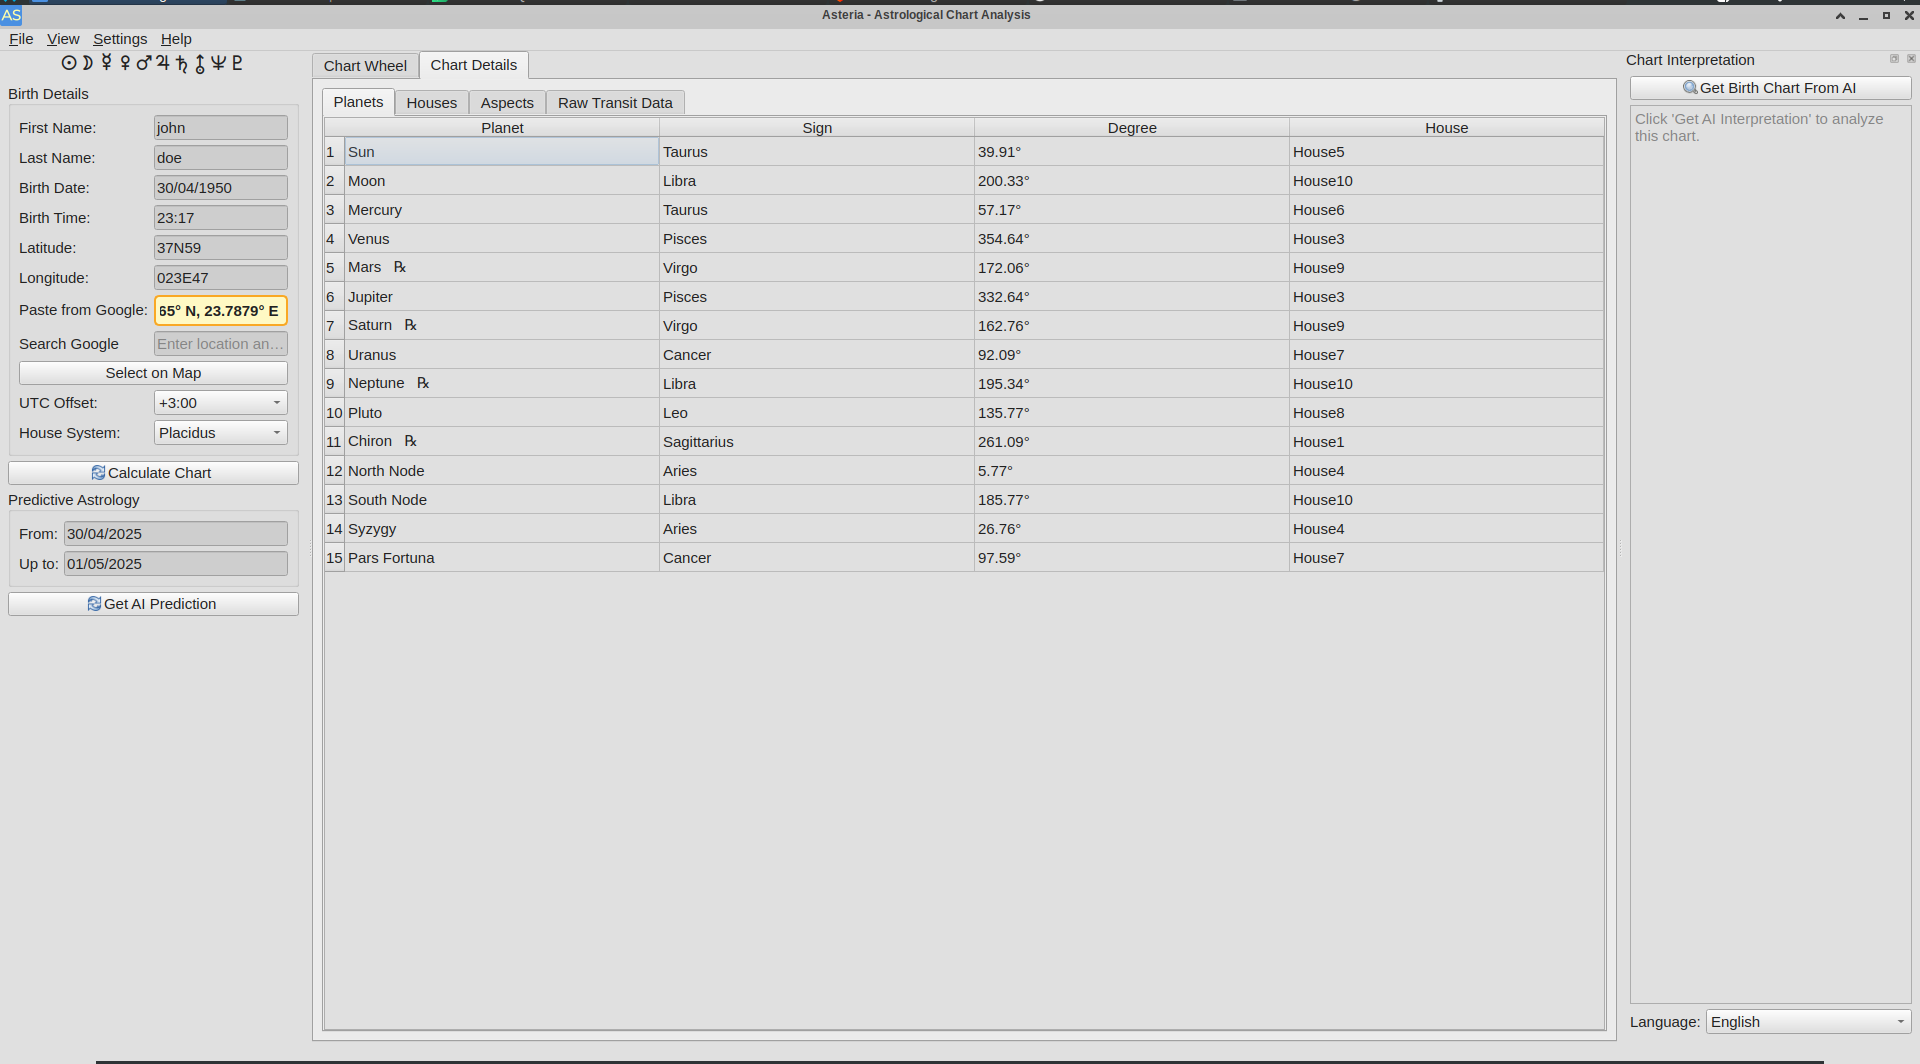 AS
Asteria - Astrological Chart Analysis
File View Settings Help
☉☽☿♀♂♃♄⛢♆♇
Birth Details
First Name: john
Last Name: doe
Birth Date: 30/04/1950
Birth Time: 23:17
Latitude: 37N59
Longitude: 023E47
Paste from Google: 65° N, 23.7879° E
Search Google Enter location an…
Select on Map
UTC Offset: +3:00
House System: Placidus
Calculate Chart
Predictive Astrology
From: 30/04/2025
Up to: 01/05/2025
Get AI Prediction
Chart Wheel Chart Details
Planets Houses Aspects Raw Transit Data
Planet Sign Degree House
1 Sun Taurus 39.91° House5
2 Moon Libra 200.33° House10
3 Mercury Taurus 57.17° House6
4 Venus Pisces 354.64° House3
5 Mars ℞ Virgo 172.06° House9
6 Jupiter Pisces 332.64° House3
7 Saturn ℞ Virgo 162.76° House9
8 Uranus Cancer 92.09° House7
9 Neptune ℞ Libra 195.34° House10
10 Pluto Leo 135.77° House8
11 Chiron ℞ Sagittarius 261.09° House1
12 North Node Aries 5.77° House4
13 South Node Libra 185.77° House10
14 Syzygy Aries 26.76° House4
15 Pars Fortuna Cancer 97.59° House7
Chart Interpretation
Get Birth Chart From AI
Click 'Get AI Interpretation' to analyze
this chart.
Language: English